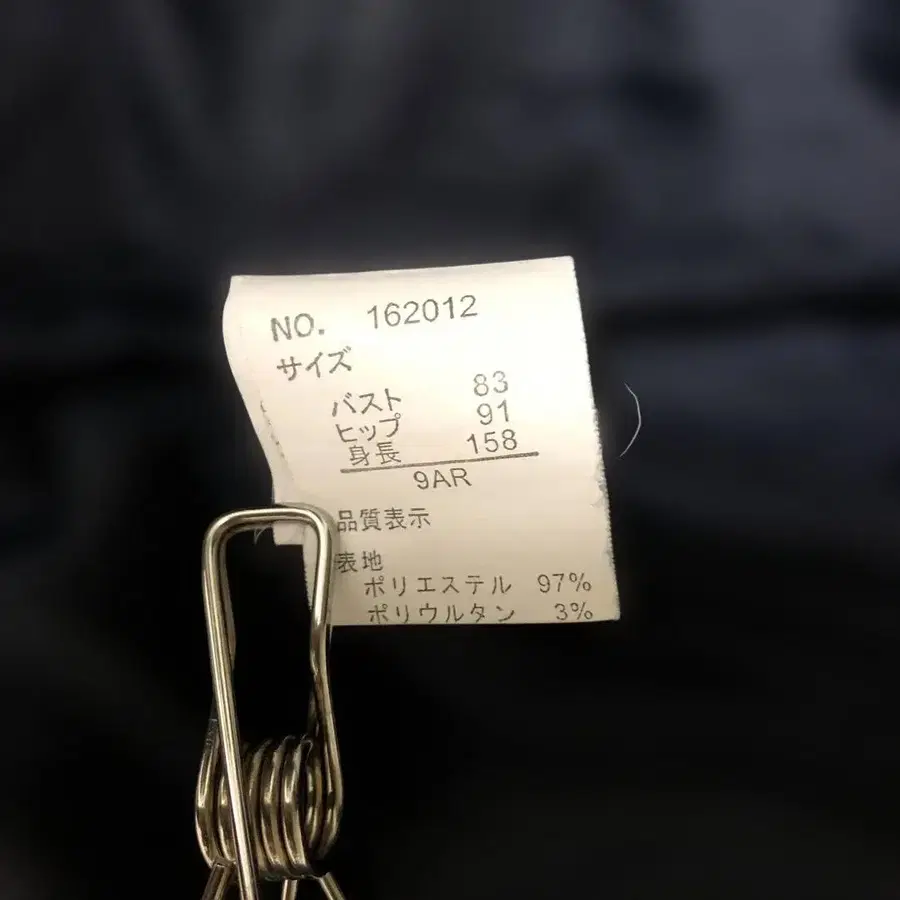 NO. 162012
サイズ
バスト 83
ヒップ 91
身長 158
9AR
品質表示
表地
ポリエステル 97%
ポリウルタン 3%